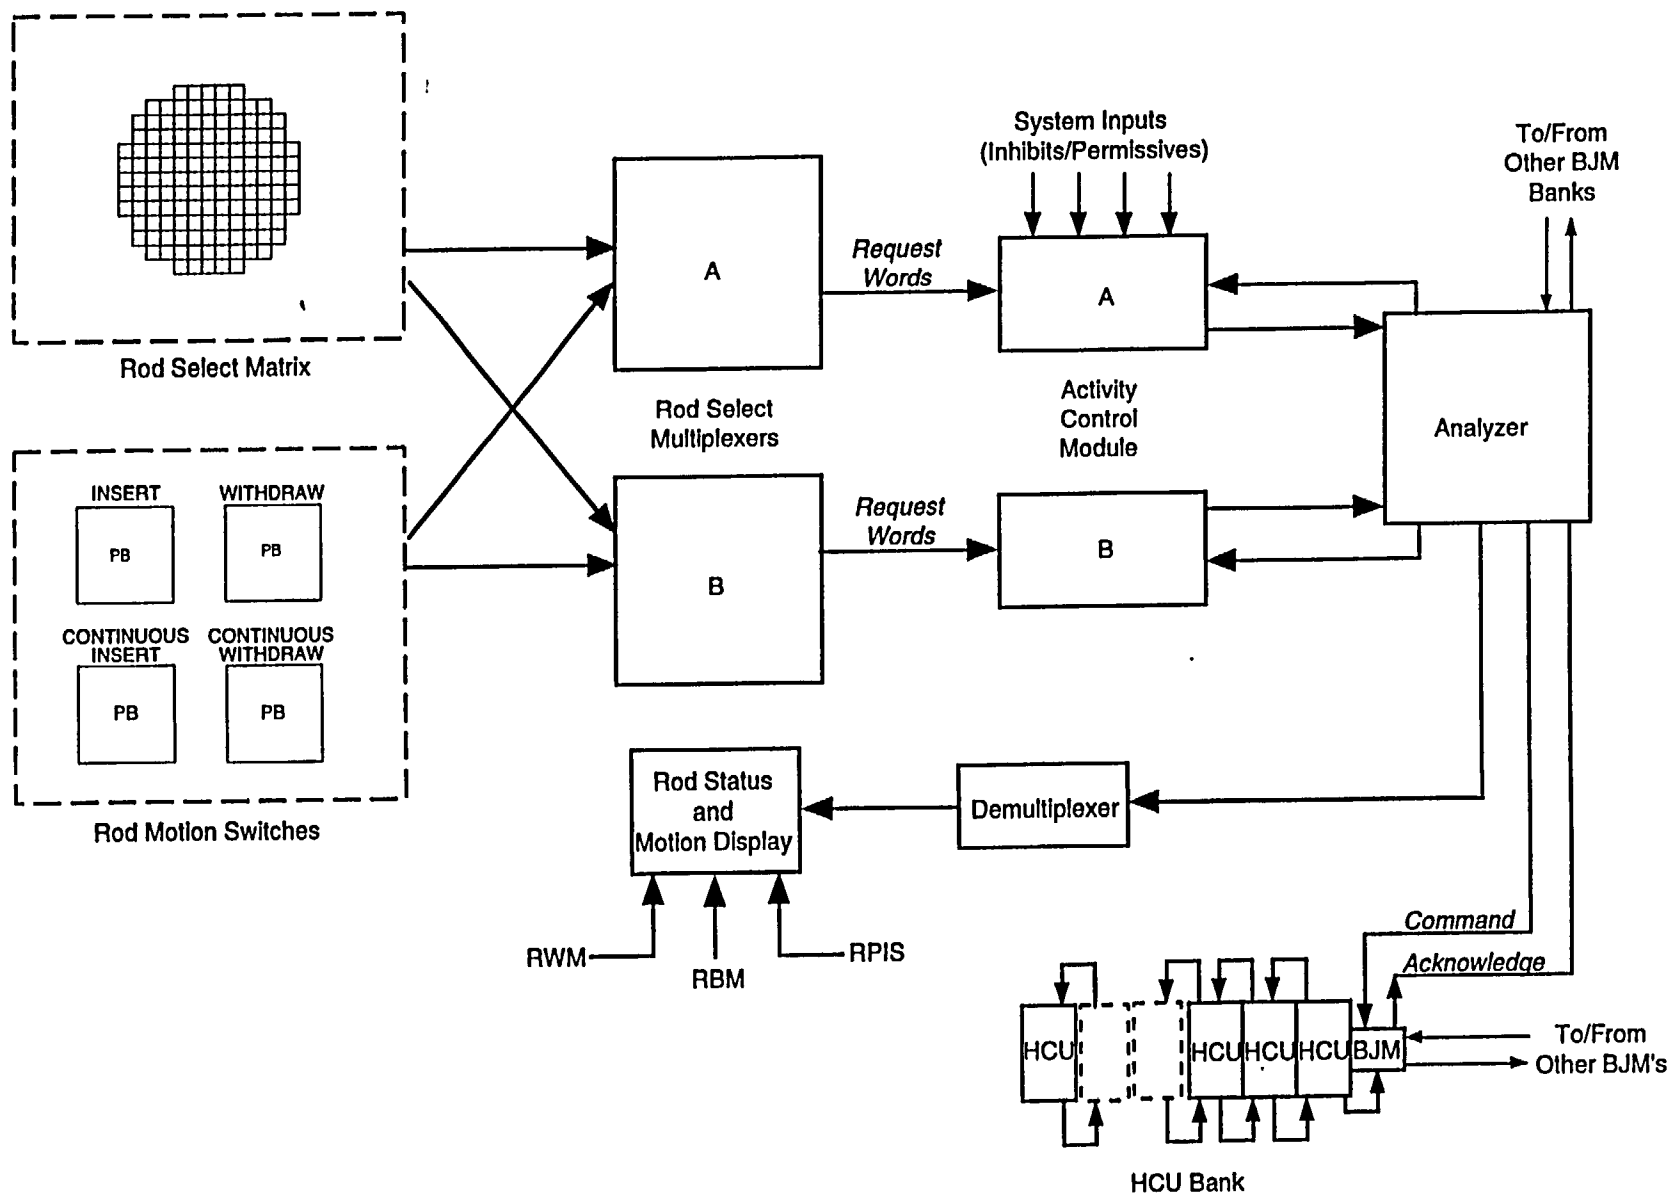 System Inputs
(Inhibits/Permissives)
To/From
Other BJM
Banks
Rod Select Matrix
A
Request
Words
A
Rod Select
Multiplexers
Activity
Control
Module
Analyzer
INSERT
PB
WITHDRAW
PB
CONTINUOUS
INSERT
PB
CONTINUOUS
WITHDRAW
PB
Rod Motion Switches
B
Request
Words
B
Rod Status
and
Motion Display
Demultiplexer
RWM
RBM
RPIS
Command
Acknowledge
HCU
HCU
HCU
HCU
BJM
To/From
Other BJM's
HCU Bank